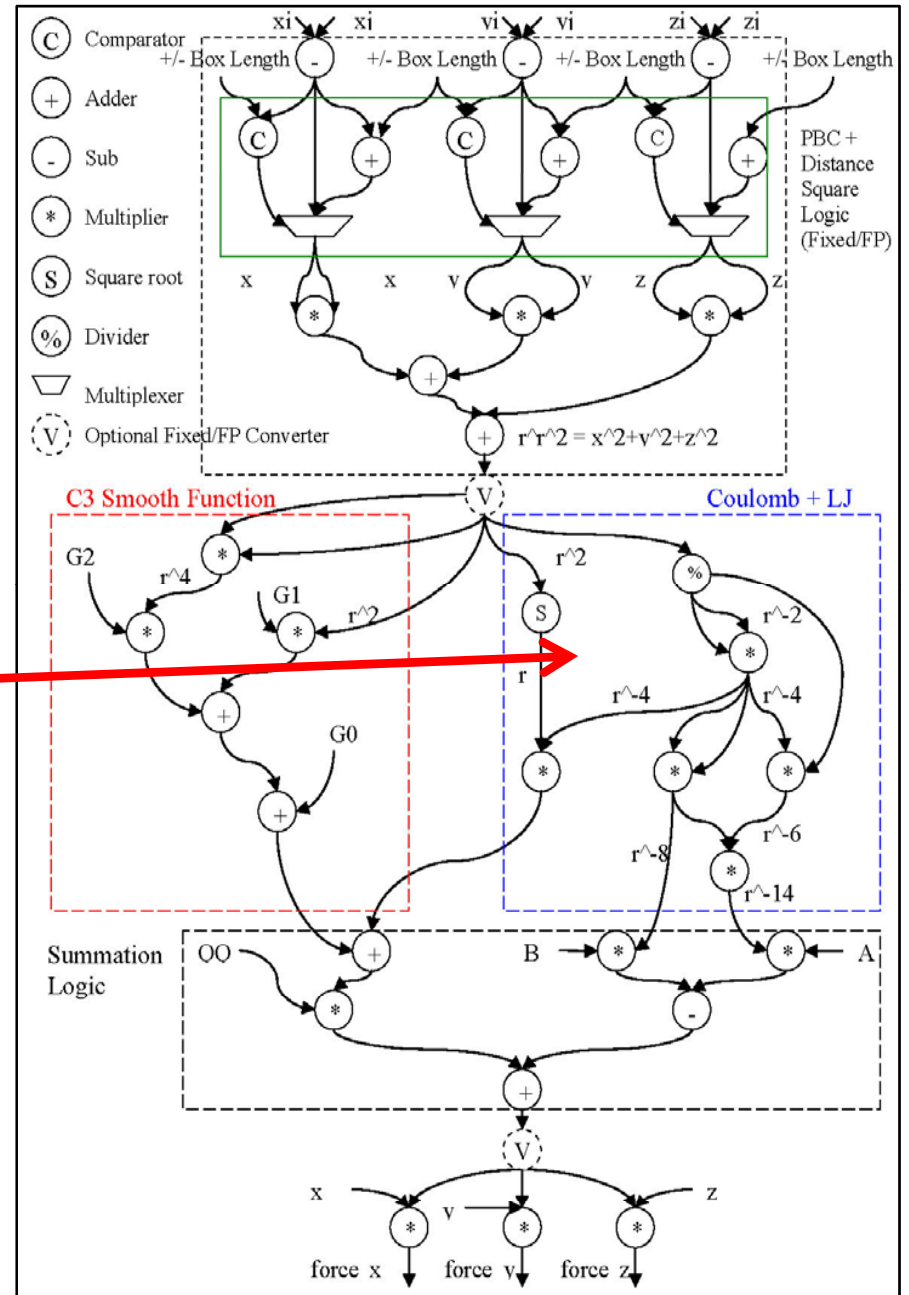 xi xi vi vi zi zi
C Comparator
+/- Box Length - +/- Box Length - +/- Box Length - +/- Box Length
+ Adder
C + C + C +
PBC +
Distance
Square
Logic
(Fixed/FP)
- Sub
* Multiplier
S Square root
x x v v z z
* * *
% Divider
+
Multiplexer
V Optional Fixed/FP Converter
+ r^r^2 = x^2+v^2+z^2
V
C3 Smooth Function
Coulomb + LJ
G2 * r^2 %
r^4 G1 S r^-2
* * r^2 *
r r^-4 r^-4
+
G0 * * *
+ r^-8 r^-6
*
r^-14
Summation
Logic
QQ + B * * A
* -
+
V
x z
v
* * *
force x force y force z